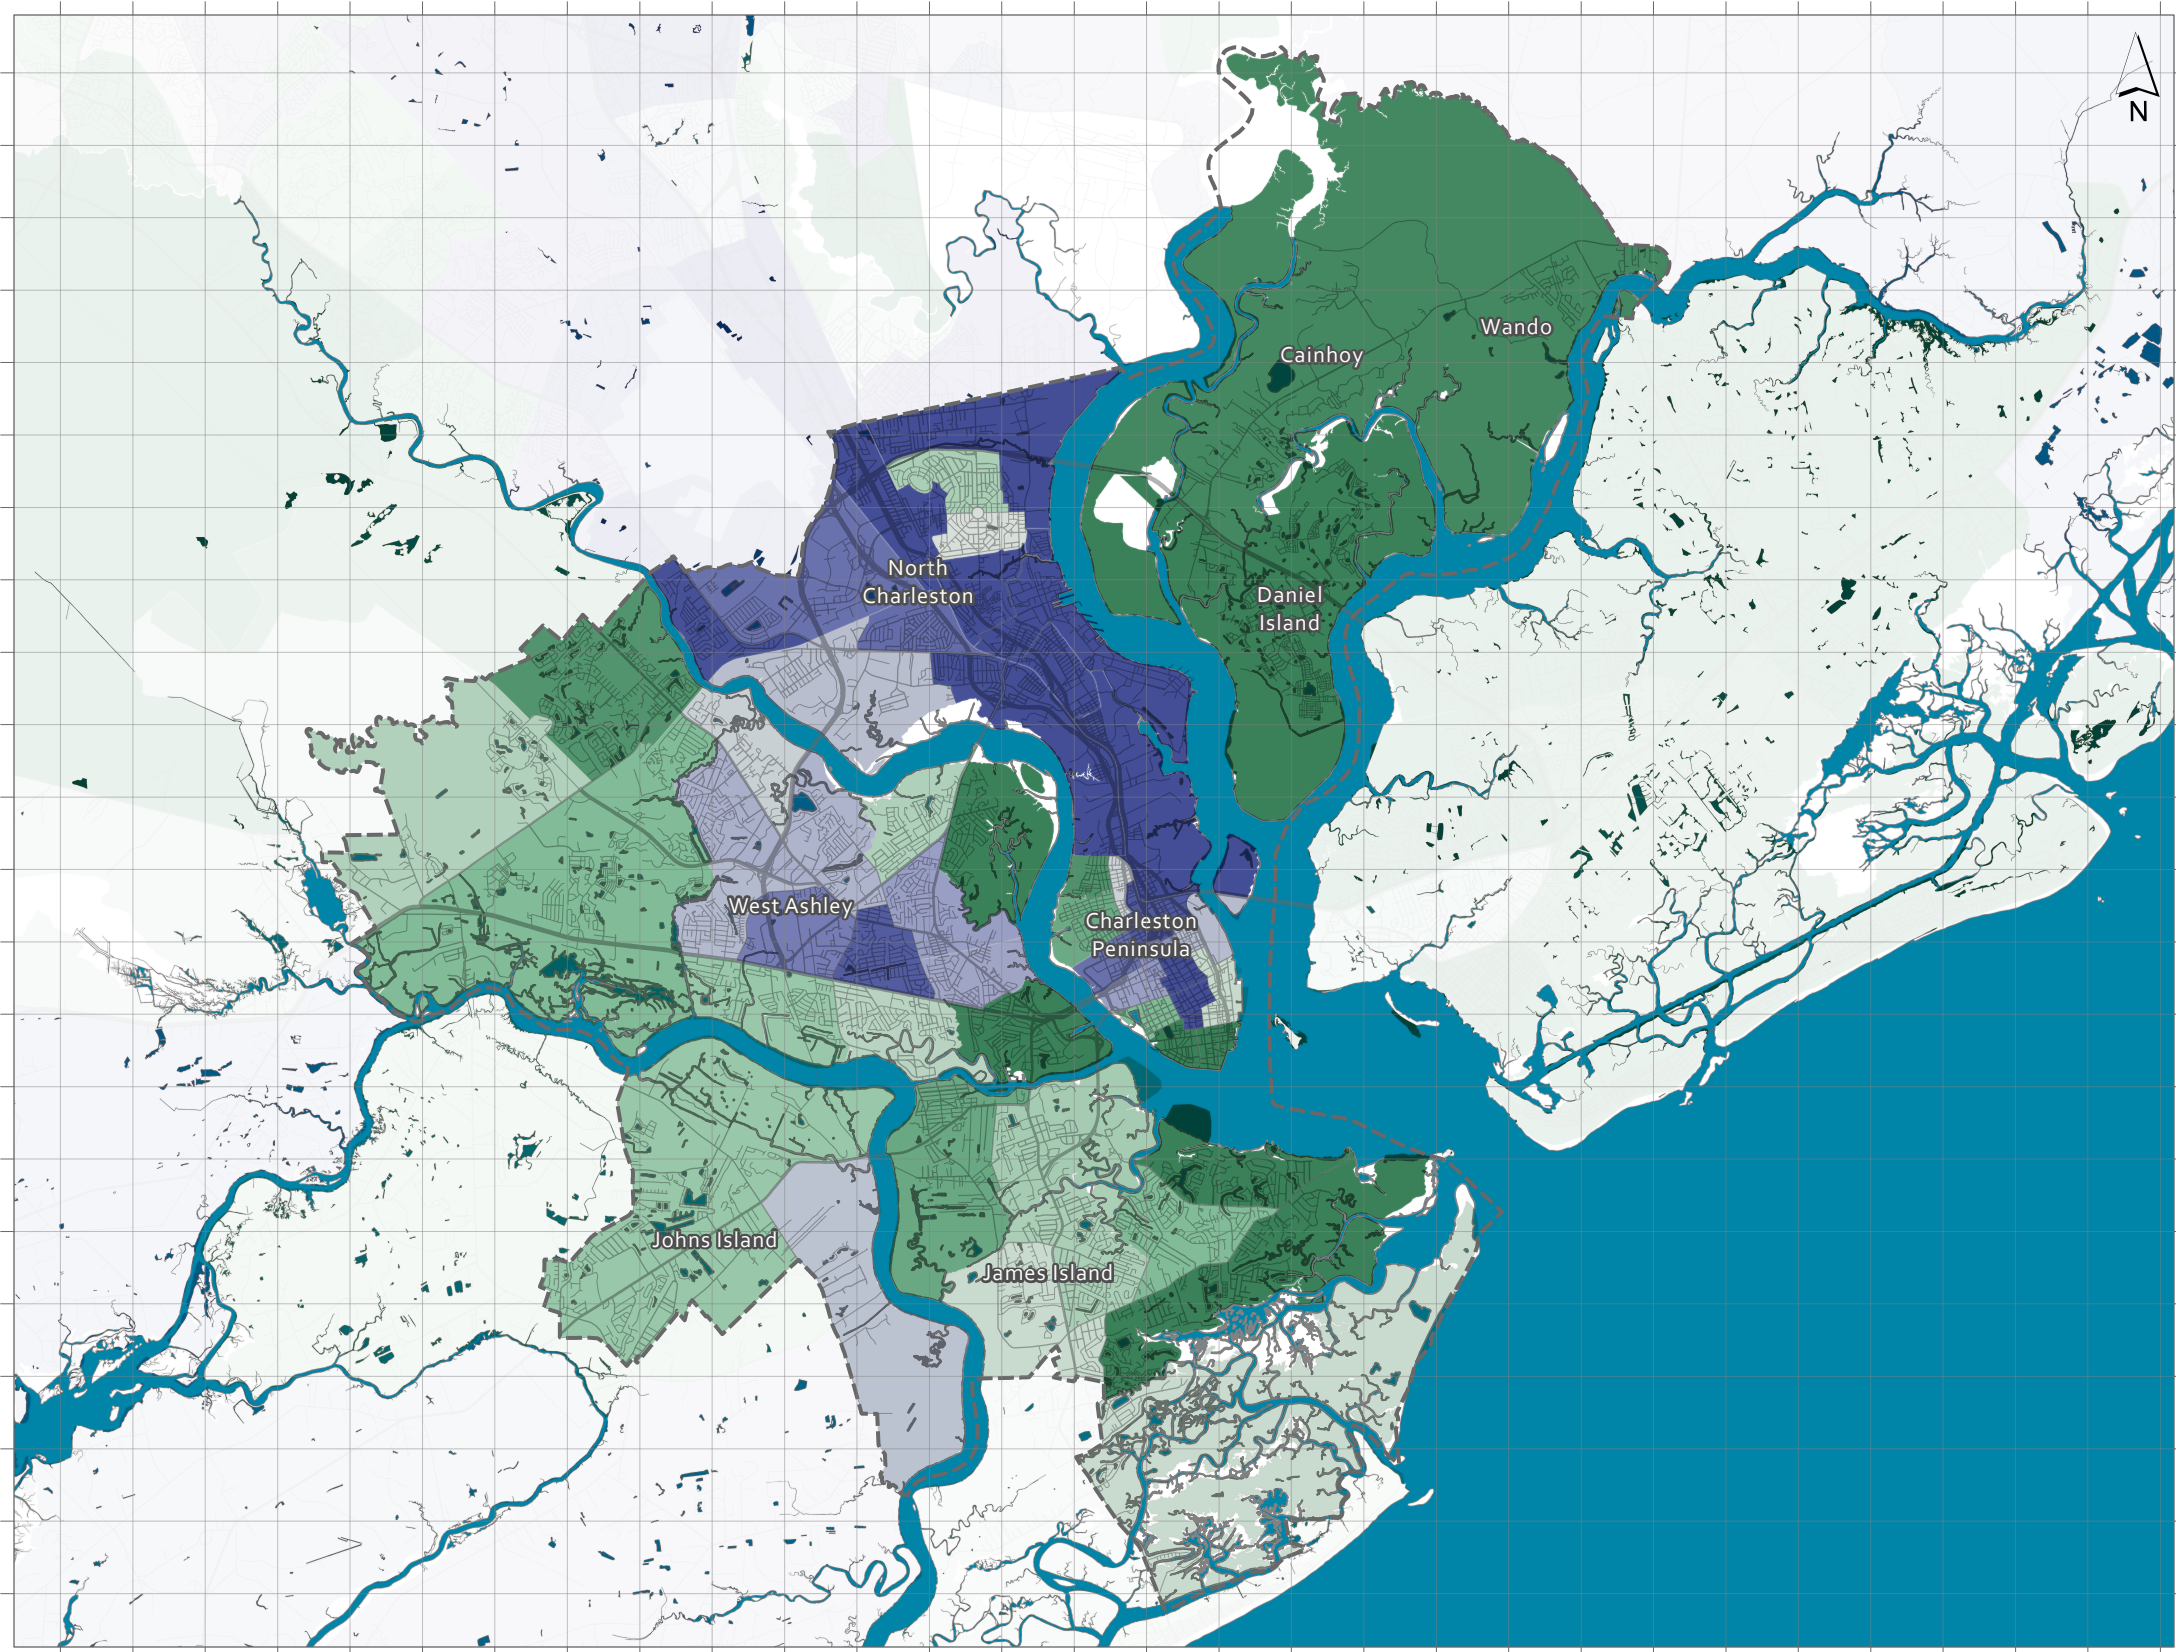 N
Wando
Cainhoy
North
Charleston
Daniel
Island
West Ashley
Charleston
Peninsula
Johns Island
James Island